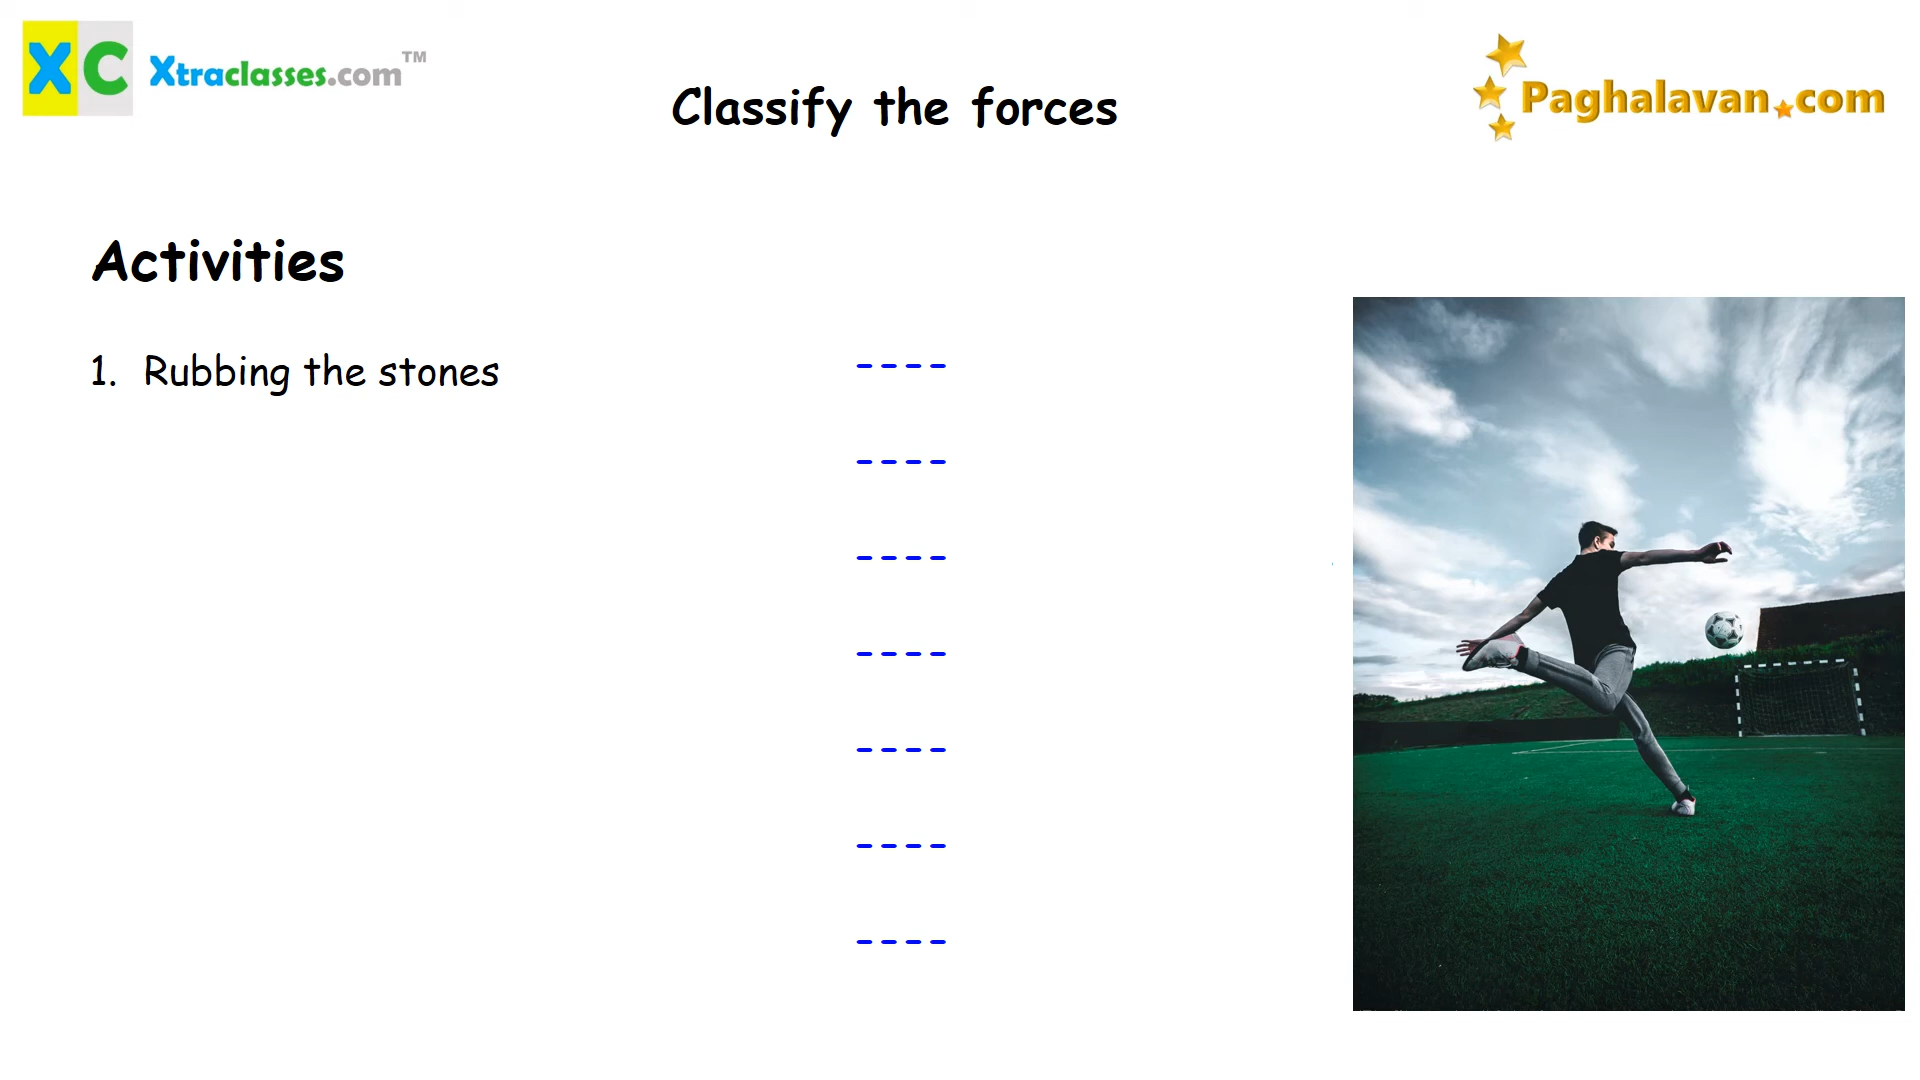 XC Xtraclasses.com™
Classify the forces
Paghalavan.com
Activities
1. Rubbing the stones ----
----
----
----
----
----
----